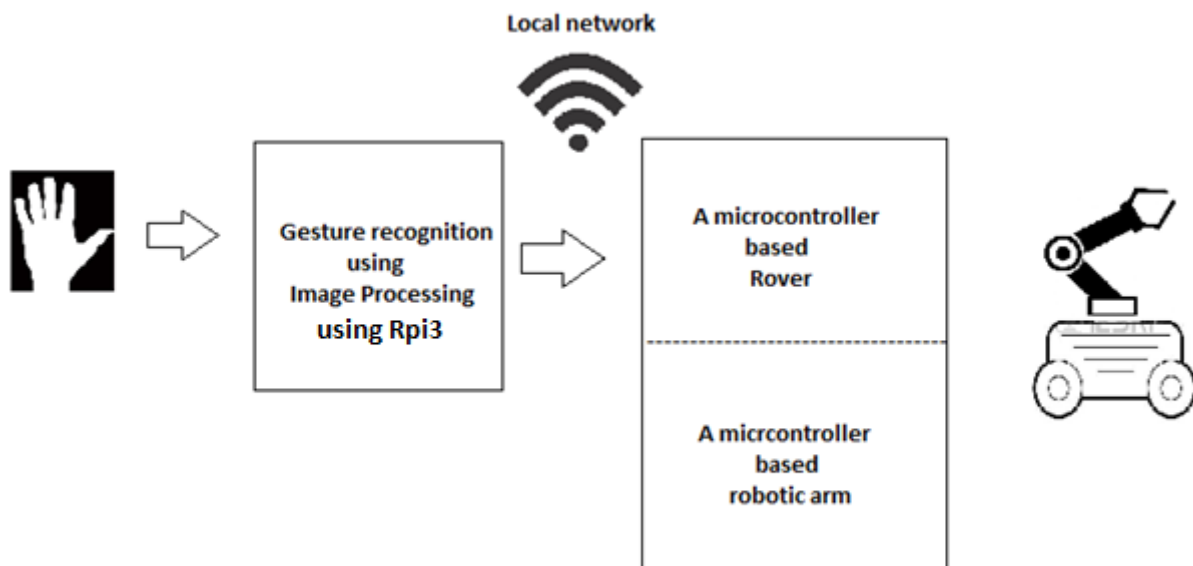 Local network
Gesture recognition
using
Image Processing
using Rpi3
A microcontroller
based
Rover
A micrcontroller
based
robotic arm